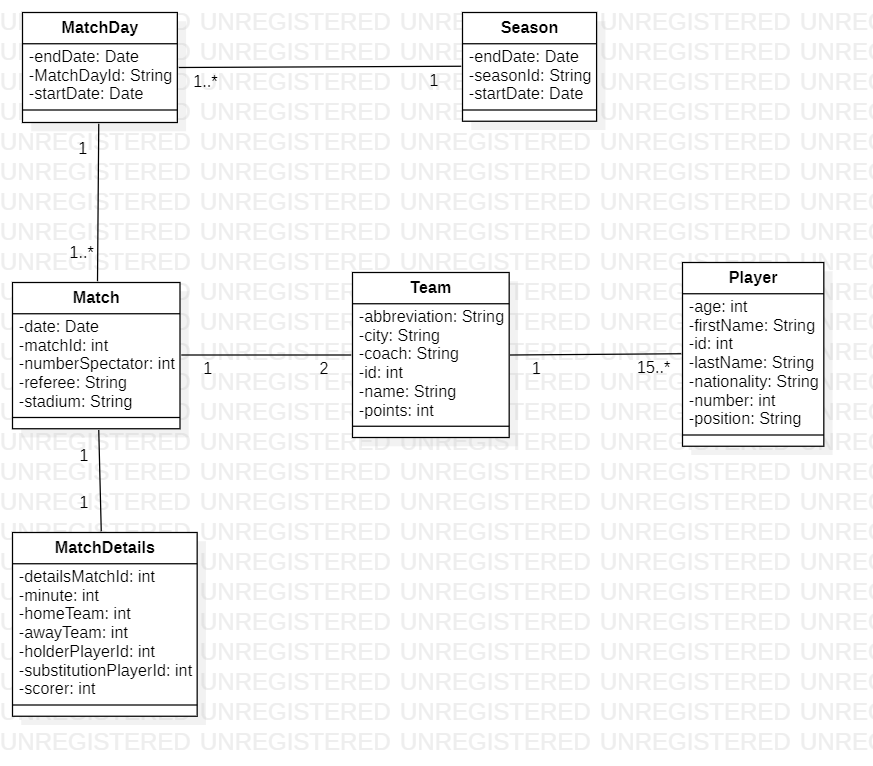 MatchDay
-endDate: Date
-MatchDayId: String
-startDate: Date
1..*
1
Season
-endDate: Date
-seasonId: String
-startDate: Date
1
1..*
Match
-date: Date
-matchId: int
-numberSpectator: int
-referee: String
-stadium: String
1
2
Team
-abbreviation: String
-city: String
-coach: String
-id: int
-name: String
-points: int
1
15..*
Player
-age: int
-firstName: String
-id: int
-lastName: String
-nationality: String
-number: int
-position: String
1
1
MatchDetails
-detailsMatchId: int
-minute: int
-homeTeam: int
-awayTeam: int
-holderPlayerId: int
-substitutionPlayerId: int
-scorer: int
UNREGISTERED